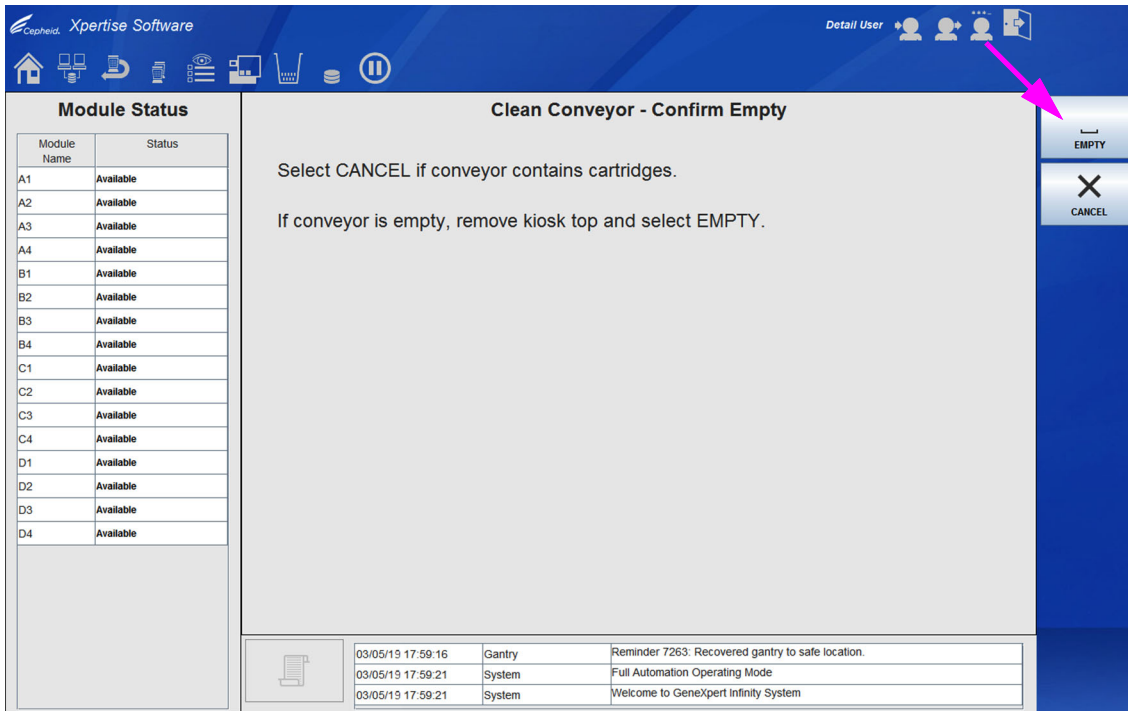 Cepheid. Xpertise Software
Detail User
Module Status
Module Name Status
A1 Available
A2 Available
A3 Available
A4 Available
B1 Available
B2 Available
B3 Available
B4 Available
C1 Available
C2 Available
C3 Available
C4 Available
D1 Available
D2 Available
D3 Available
D4 Available
Clean Conveyor - Confirm Empty
Select CANCEL if conveyor contains cartridges.
If conveyor is empty, remove kiosk top and select EMPTY.
EMPTY
CANCEL
03/05/19 17:59:16 Gantry Reminder 7263: Recovered gantry to safe location.
03/05/19 17:59:21 System Full Automation Operating Mode
03/05/19 17:59:21 System Welcome to GeneXpert Infinity System